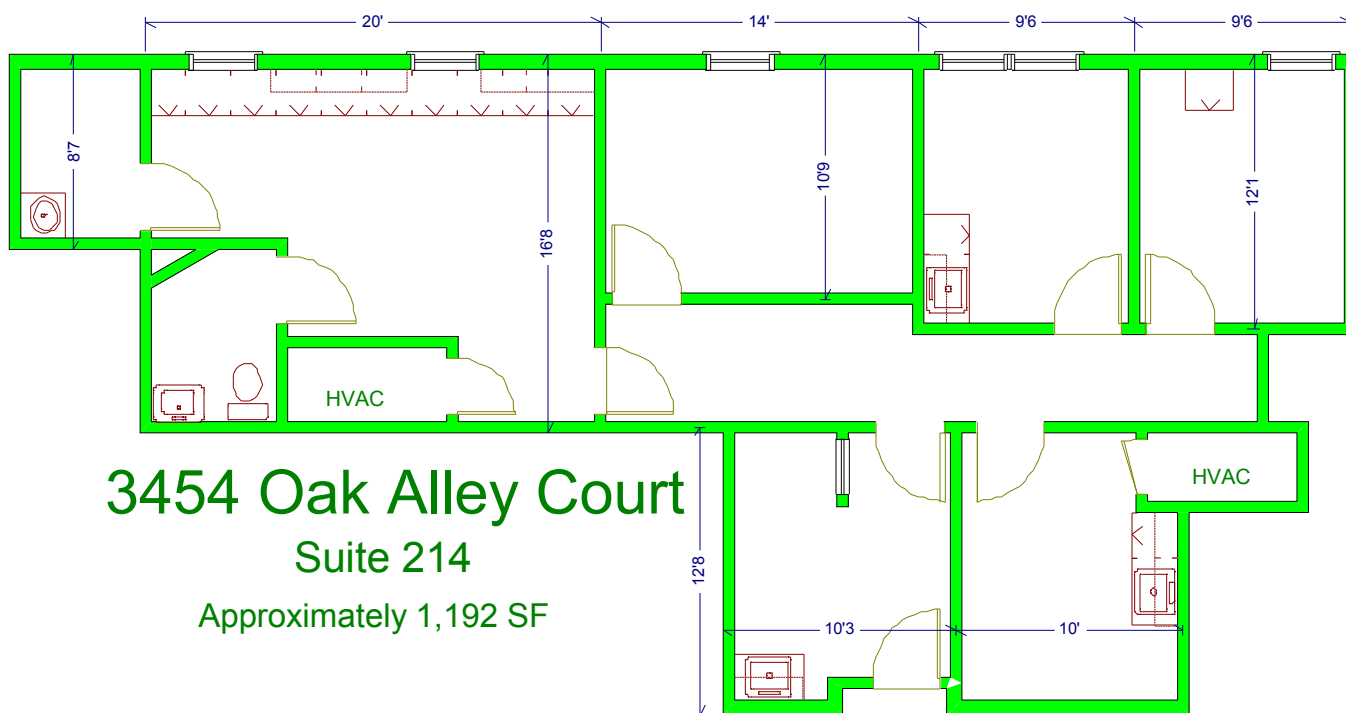 20'
14'
9'6
9'6
8'7
16'8
10'9
12'1
HVAC
HVAC
3454 Oak Alley Court
Suite 214
Approximately 1,192 SF
12'8
10'3
10'